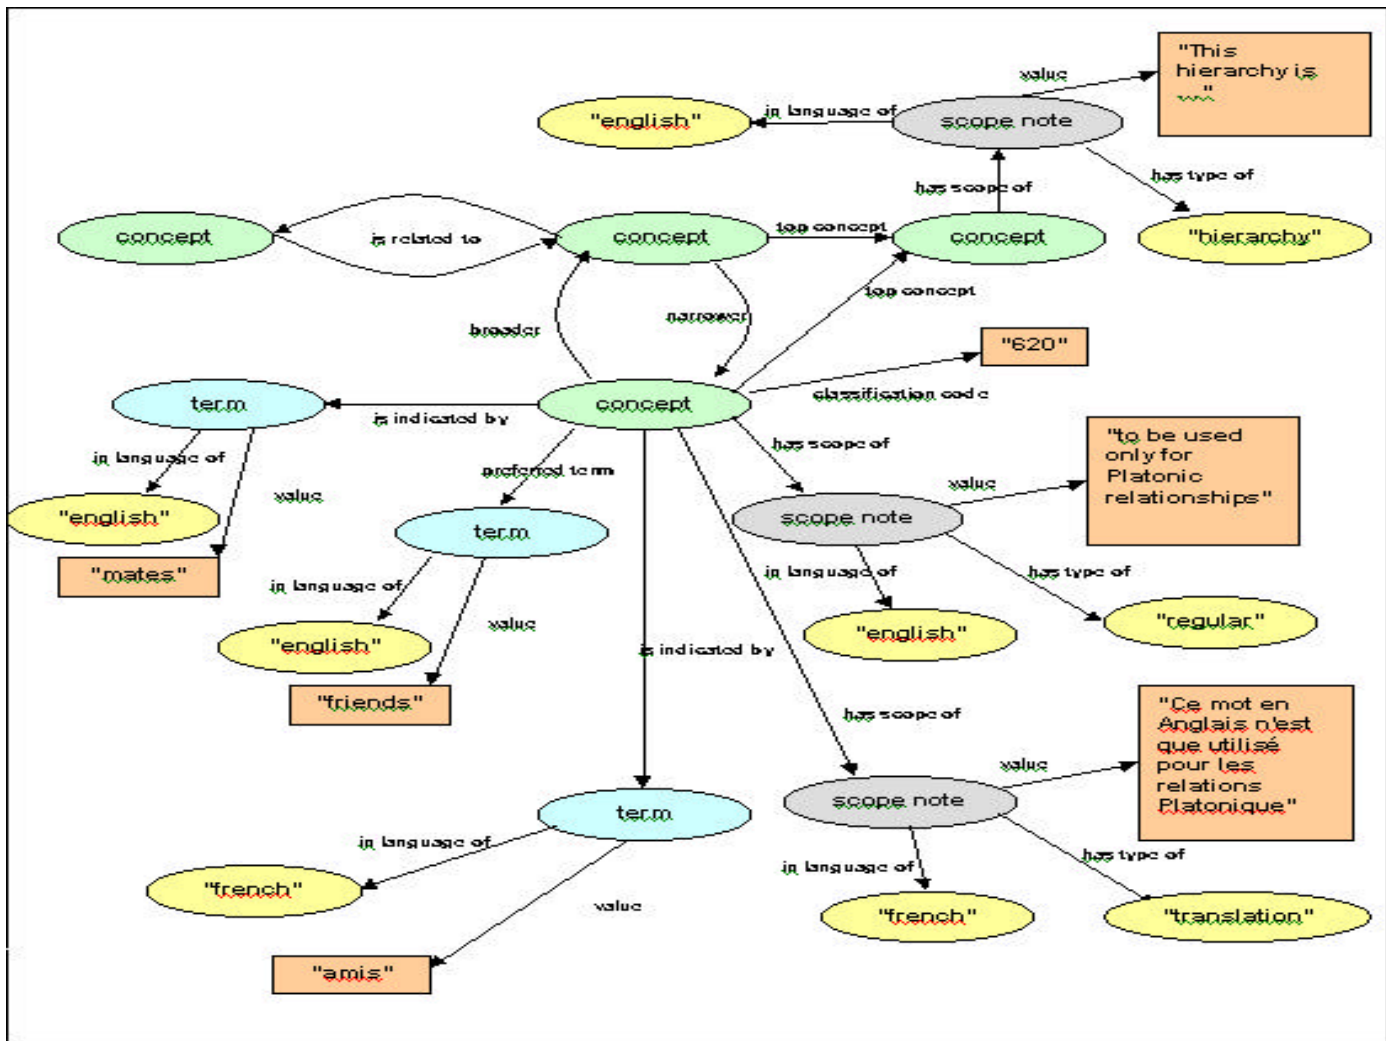 "This
hierarchy is
..."
value
in language of
"english"
scope note
has type of
has scope of
concept
is related to
concept
top concept
concept
"hierarchy"
top concept
broader
narrower
"620"
term
is indicated by
concept
classification code
"to be used
only for
Platonic
relationships"
has scope of
in language of
preferred term
value
value
"english"
term
scope note
"mates"
in language of
has type of
in language of
value
"english"
"english"
"regular"
is indicated by
"friends"
has scope of
"Ce mot en
Anglais n'est
que utilisé
pour les
relations
Platonique"
value
term
scope note
in language of
has type of
in language of
"french"
value
"french"
"translation"
"amis"